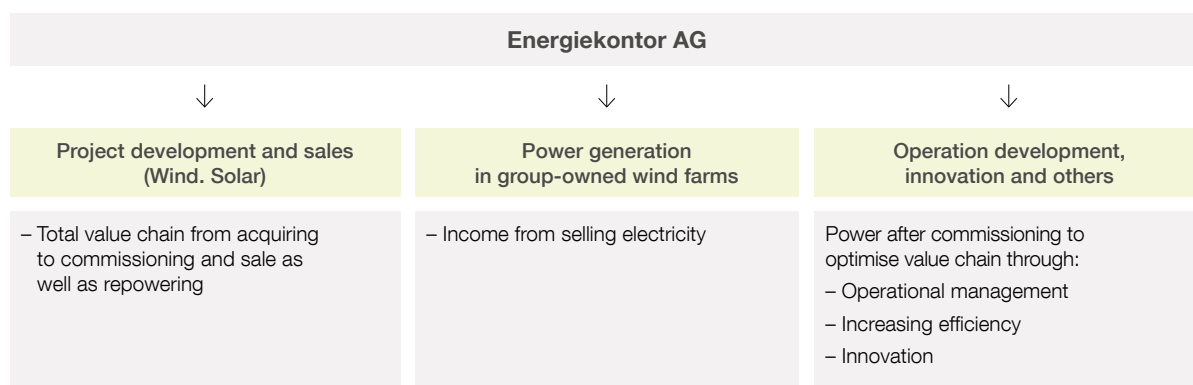 Energiekontor AG
Project development and sales
(Wind. Solar)
– Total value chain from acquiring
to commissioning and sale as
well as repowering
Power generation
in group-owned wind farms
– Income from selling electricity
Operation development,
innovation and others
Power after commissioning to
optimise value chain through:
– Operational management
– Increasing efficiency
– Innovation